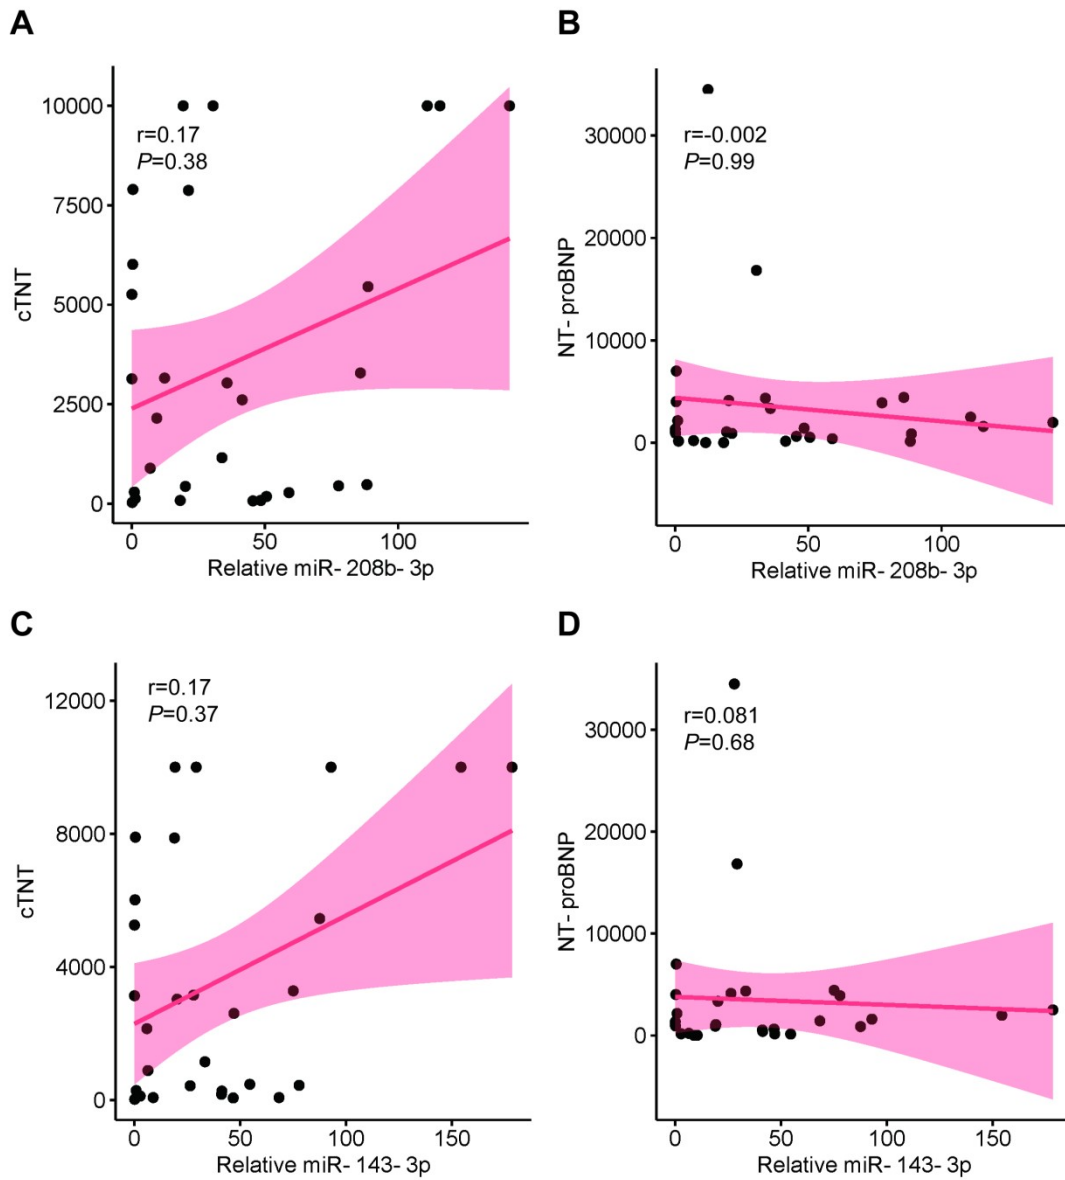 A
10000
7500
5000
2500
0
cTNT
r=0.17
P=0.38
0 50 100
Relative miR- 208b- 3p
B
30000
20000
10000
0
NT- proBNP
r=-0.002
P=0.99
0 50 100
Relative miR- 208b- 3p
C
12000
8000
4000
0
cTNT
r=0.17
P=0.37
0 50 100 150
Relative miR- 143- 3p
D
30000
20000
10000
0
NT- proBNP
r=0.081
P=0.68
0 50 100 150
Relative miR- 143- 3p